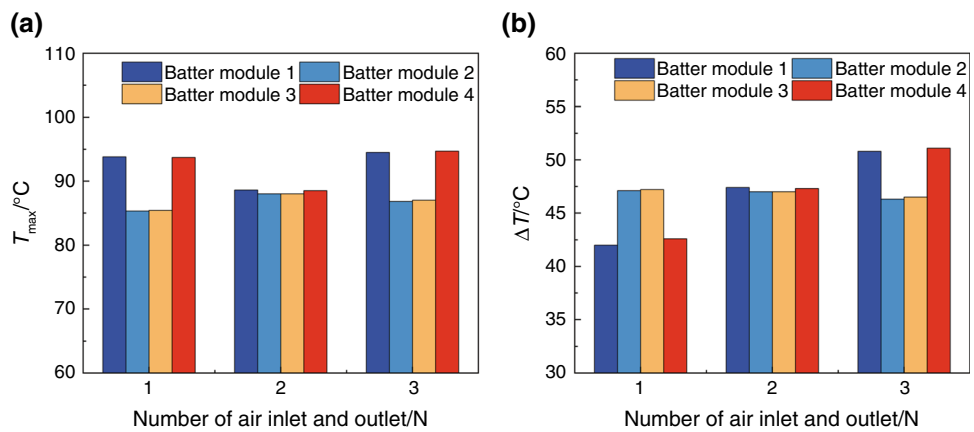 (a)
110
100
90
80
70
60
T max/°C
Batter module 1 Batter module 2
Batter module 3 Batter module 4
1 2 3
Number of air inlet and outlet/N
(b)
60
55
50
45
40
35
30
ΔT/°C
Batter module 1 Batter module 2
Batter module 3 Batter module 4
1 2 3
Number of air inlet and outlet/N